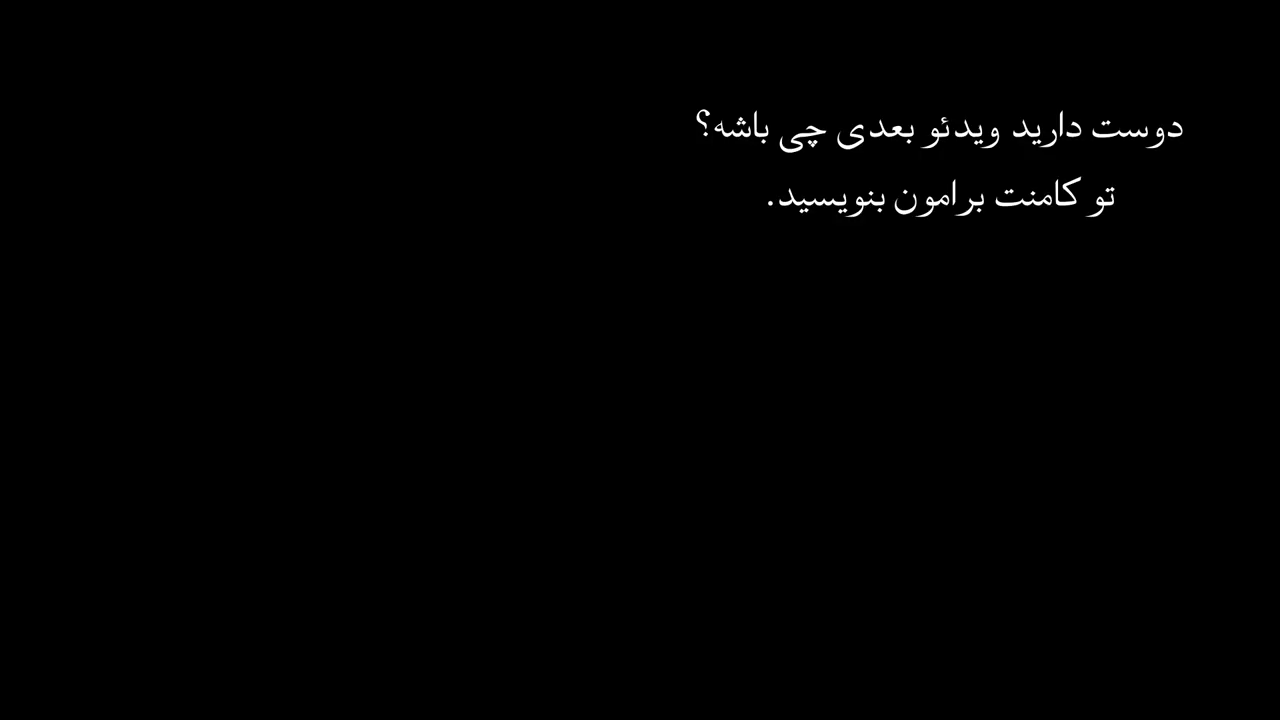 دوست دارید ویدئو بعدی چی باشه؟
تو کامنت برامون بنویسید.